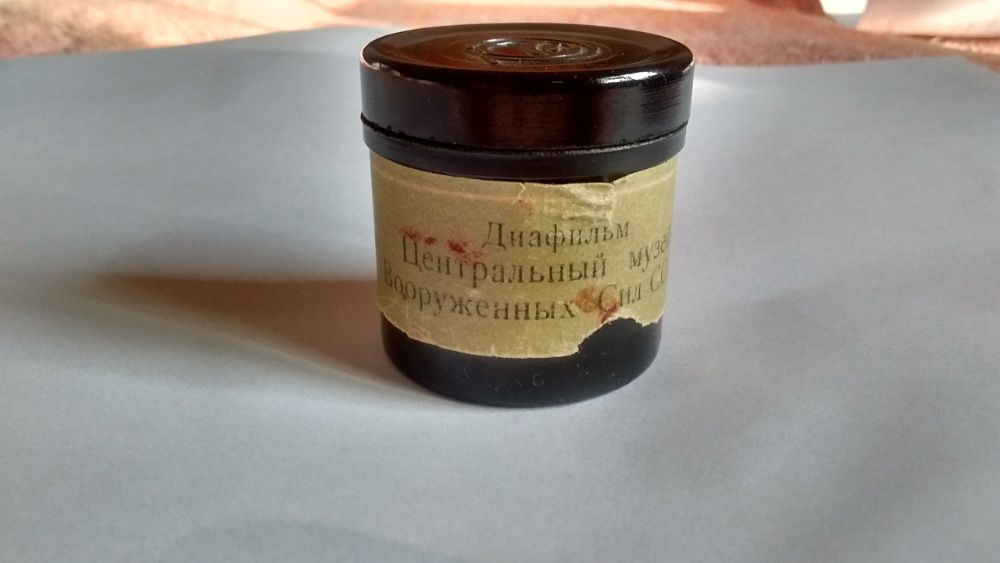 Диафильм
Центральный музе
Вооруженных Сил СС